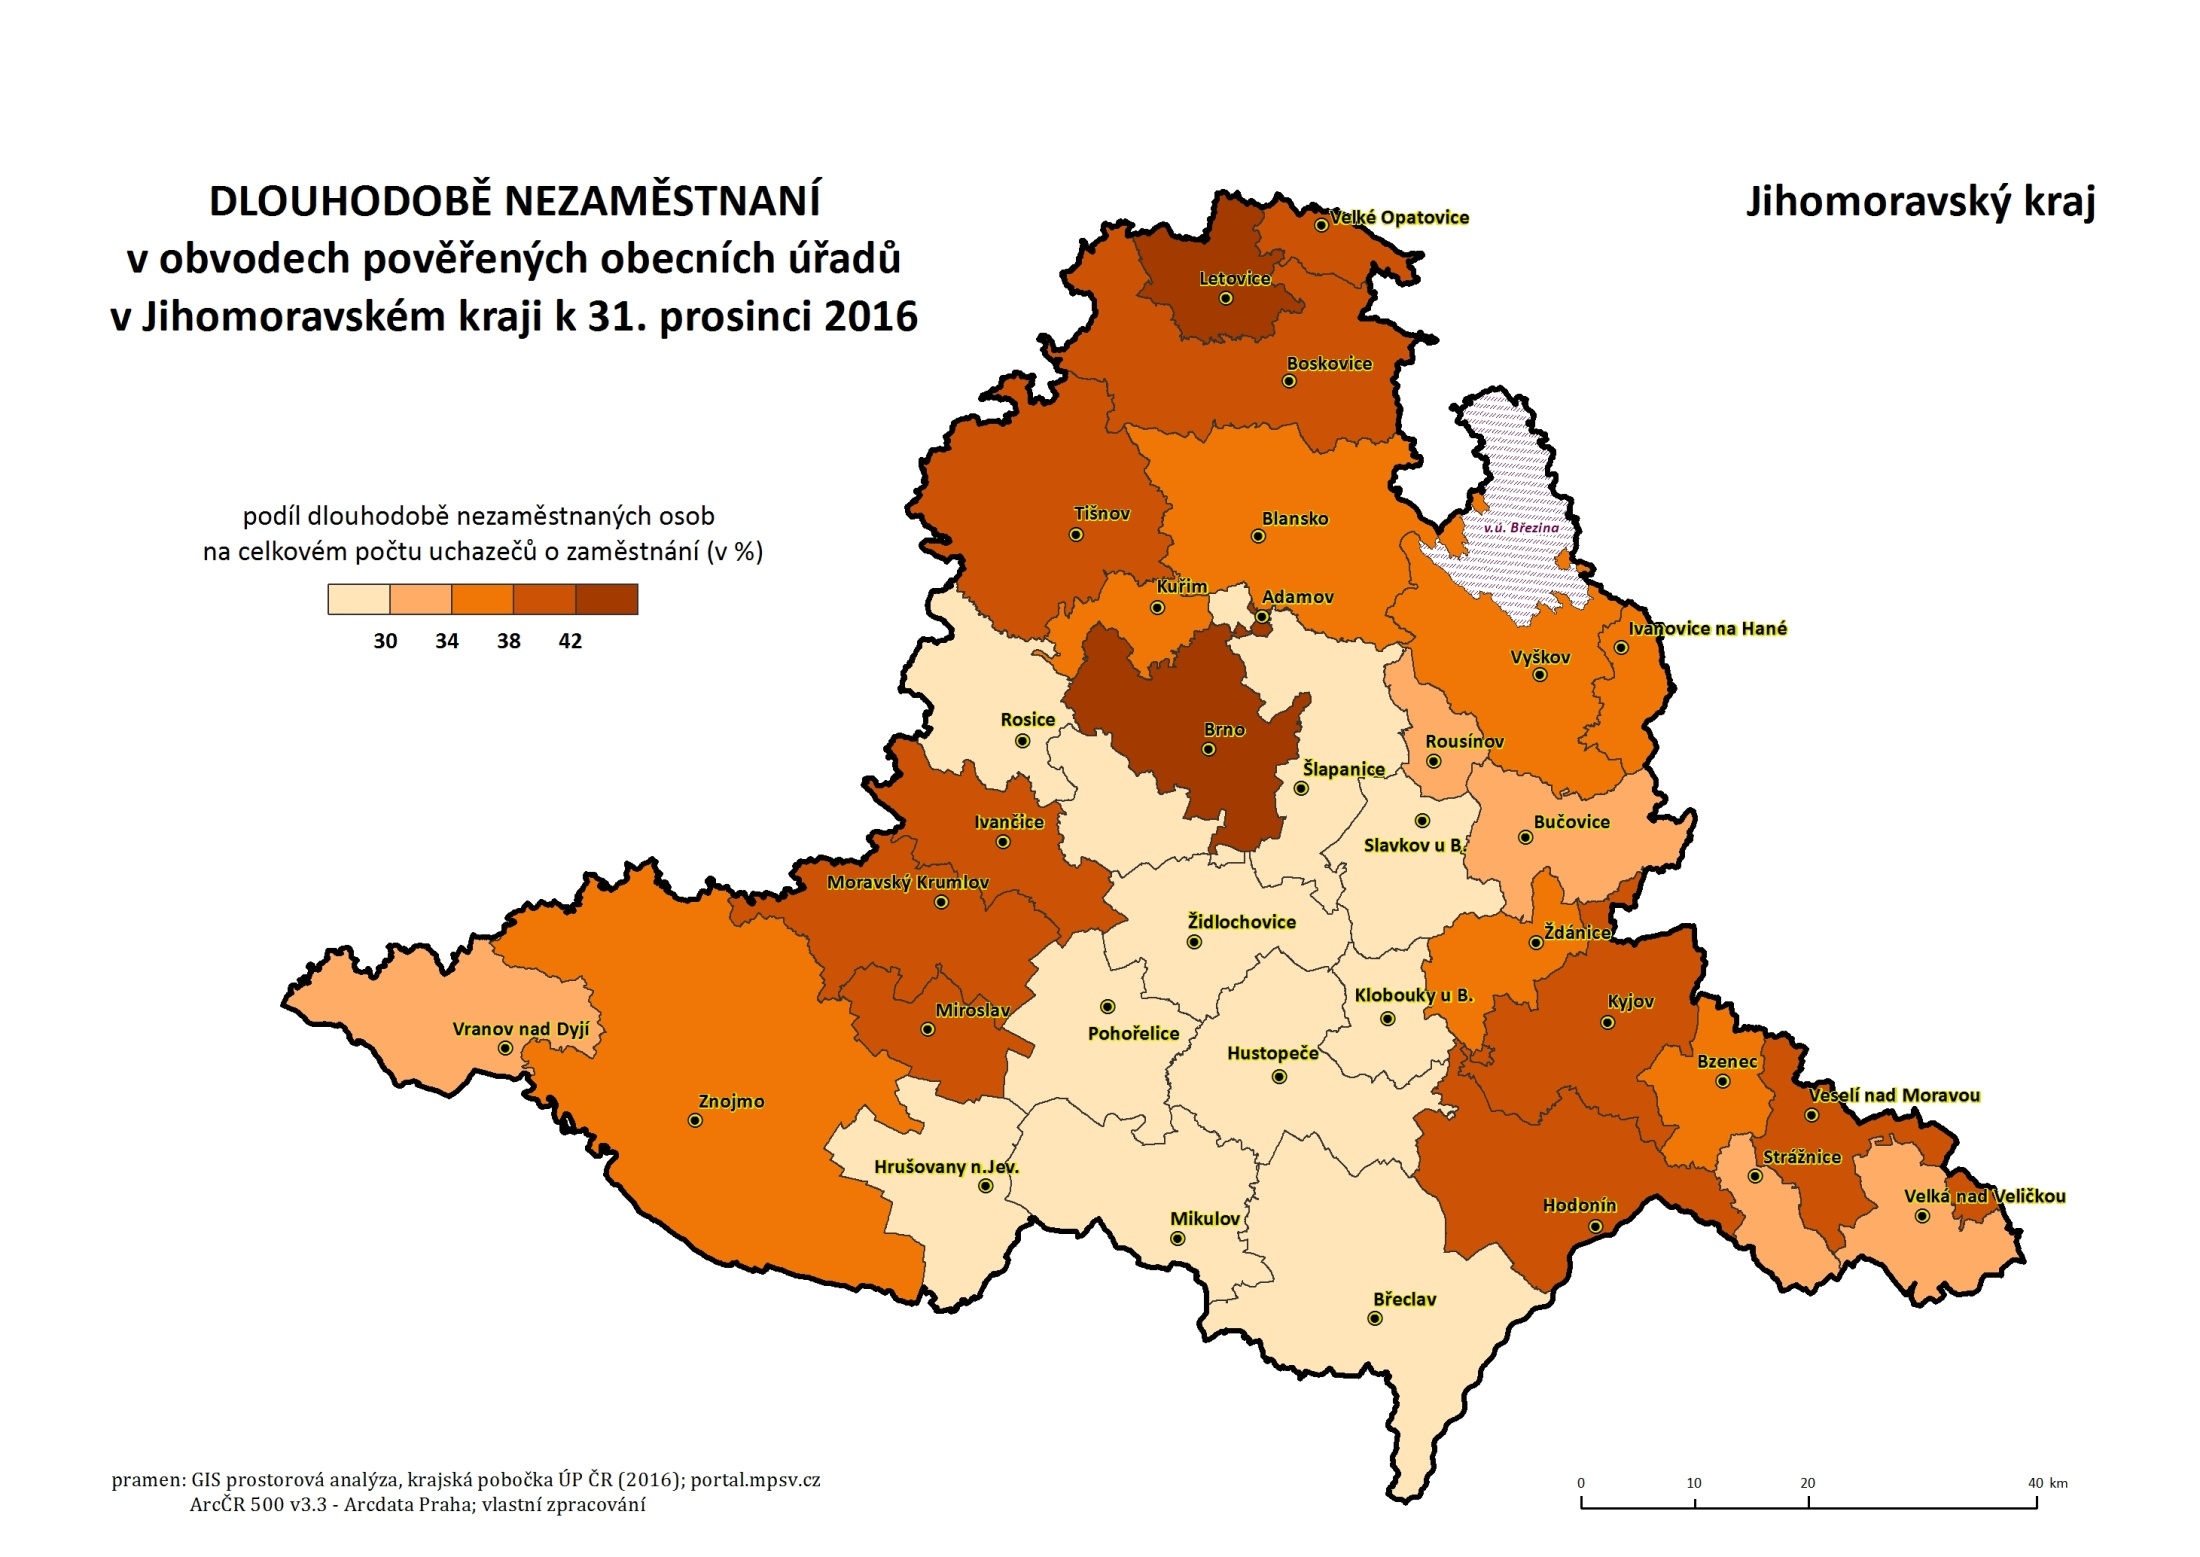 DLOUHODOBĚ NEZAMĚSTNANÍ
v obvodech pověřených obecních úřadů
v Jihomoravském kraji k 31. prosinci 2016
Jihomoravský kraj
podíl dlouhodobě nezaměstnaných osob
na celkovém počtu uchazečů o zaměstnání (v %)
30 34 38 42
Velké Opatovice
Letovice
Boskovice
v.ú. Březina
Tišnov
Blansko
Kuřim
Adamov
Ivanovice na Hané
Vyškov
Rosice
Brno
Rousínov
Šlapanice
Ivančice
Bučovice
Slavkov u B.
Moravský Krumlov
Židlochovice
Ždánice
Klobouky u B.
Kyjov
Miroslav
Vranov nad Dyjí
Pohořelice
Hustopeče
Bzenec
Znojmo
Veselí nad Moravou
Strážnice
Hrušovany n.Jev.
Velká nad Veličkou
Hodonín
Mikulov
Břeclav
pramen: GIS prostorová analýza, krajská pobočka ÚP ČR (2016); portal.mpsv.cz
ArcČR 500 v3.3 - Arcdata Praha; vlastní zpracování
0 10 20 40 km